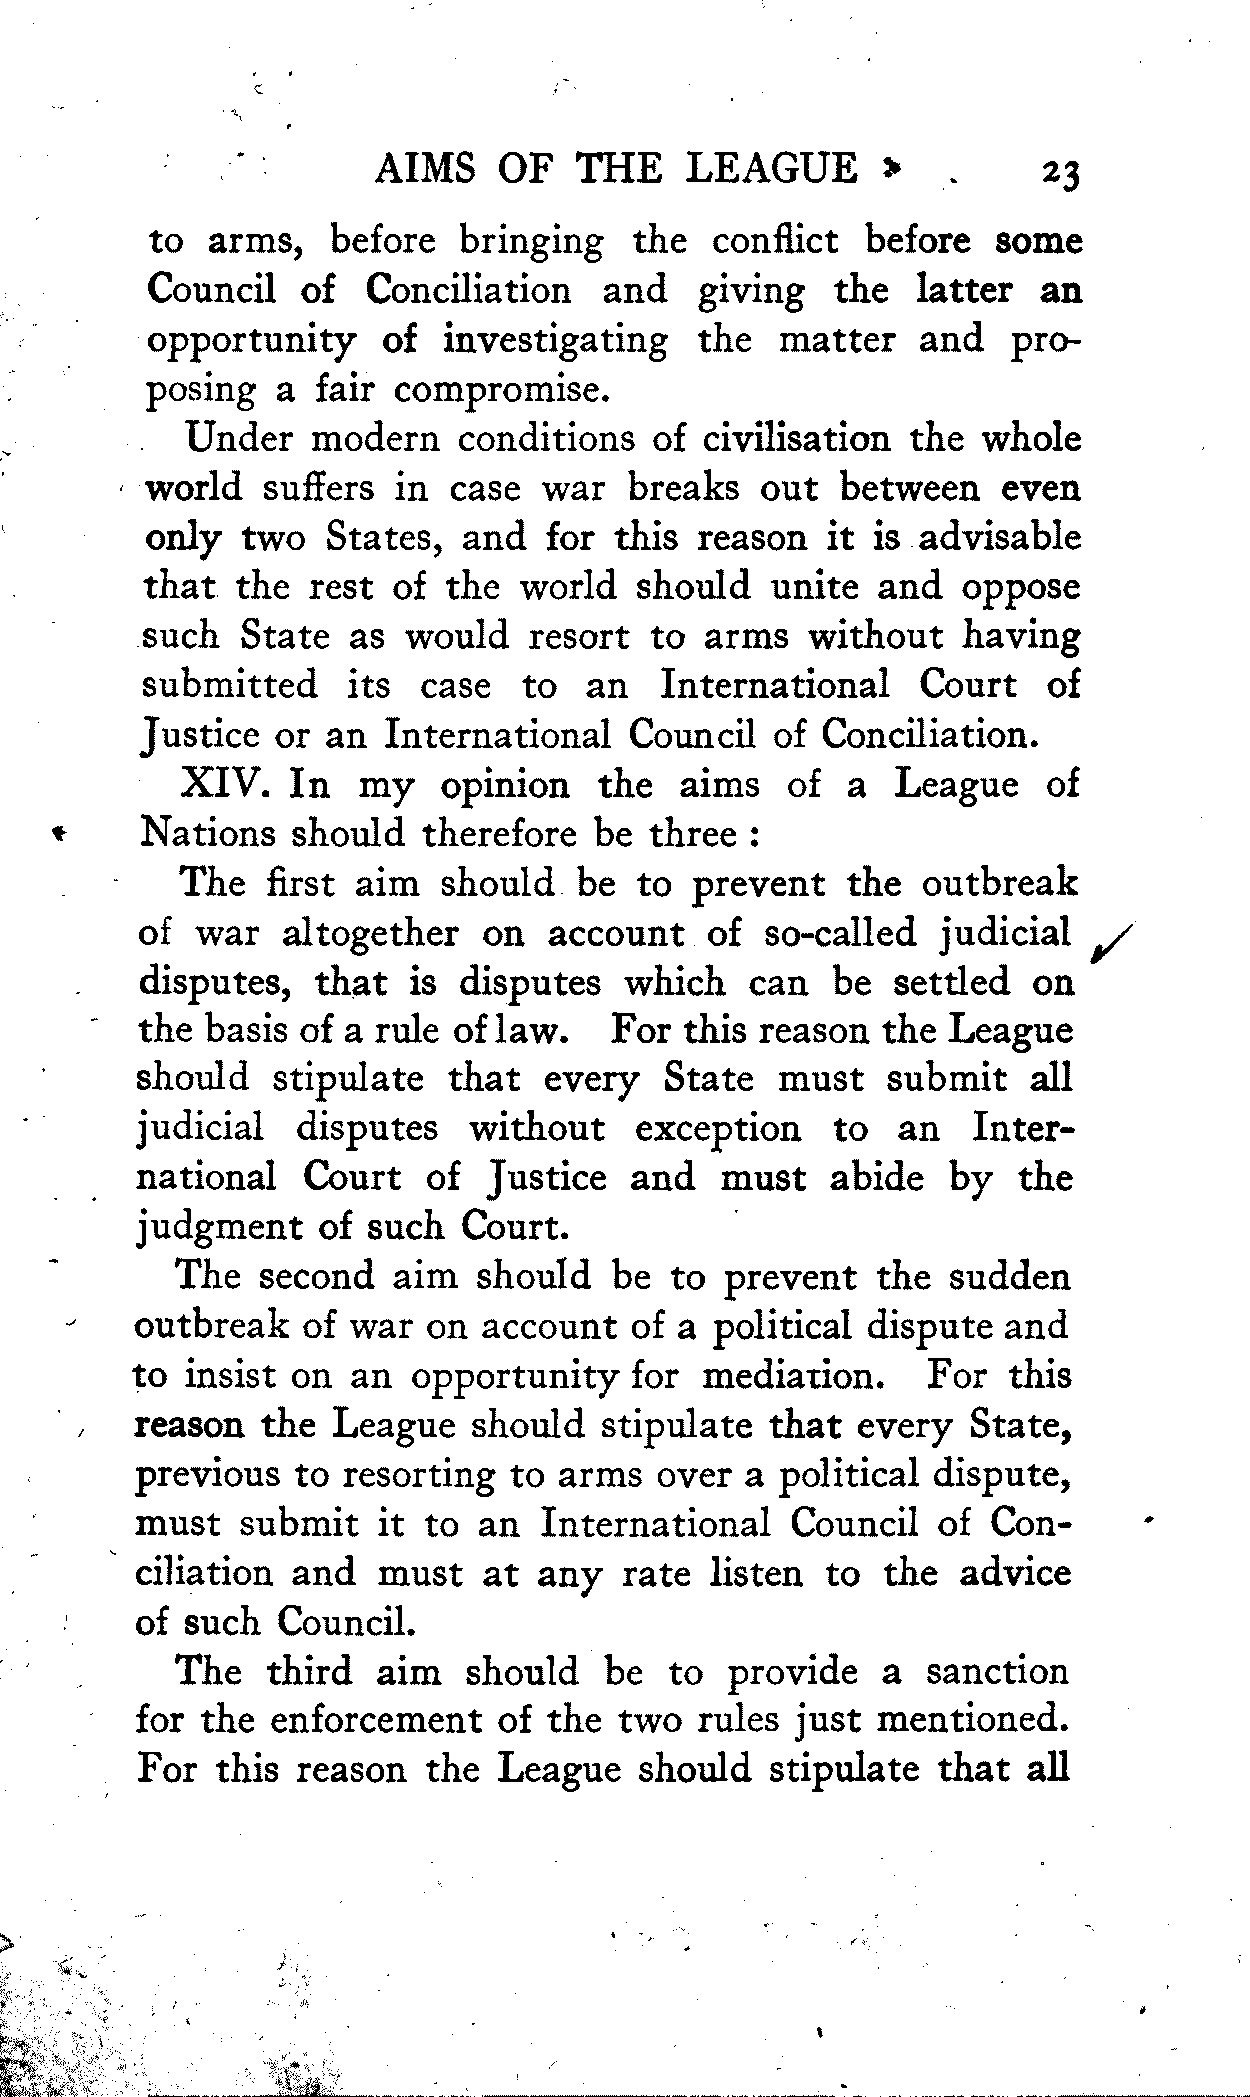 AIMS OF THE LEAGUE 23
to arms, before bringing the conflict before some
Council of Conciliation and giving the latter an
opportunity of investigating the matter and pro-
posing a fair compromise.
Under modern conditions of civilisation the whole
world suffers in case war breaks out between even
only two States, and for this reason it is advisable
that the rest of the world should unite and oppose
such State as would resort to arms without having
submitted its case to an International Court of
Justice or an International Council of Conciliation.
XIV. In my opinion the aims of a League of
Nations should therefore be three :
The first aim should be to prevent the outbreak
of war altogether on account of so-called judicial
disputes, that is disputes which can be settled on
the basis of a rule of law. For this reason the League
should stipulate that every State must submit all
judicial disputes without exception to an Inter-
national Court of Justice and must abide by the
judgment of such Court.
The second aim should be to prevent the sudden
outbreak of war on account of a political dispute and
to insist on an opportunity for mediation. For this
reason the League should stipulate that every State,
previous to resorting to arms over a political dispute,
must submit it to an International Council of Con-
ciliation and must at any rate listen to the advice
of such Council.
The third aim should be to provide a sanction
for the enforcement of the two rules just mentioned.
For this reason the League should stipulate that all